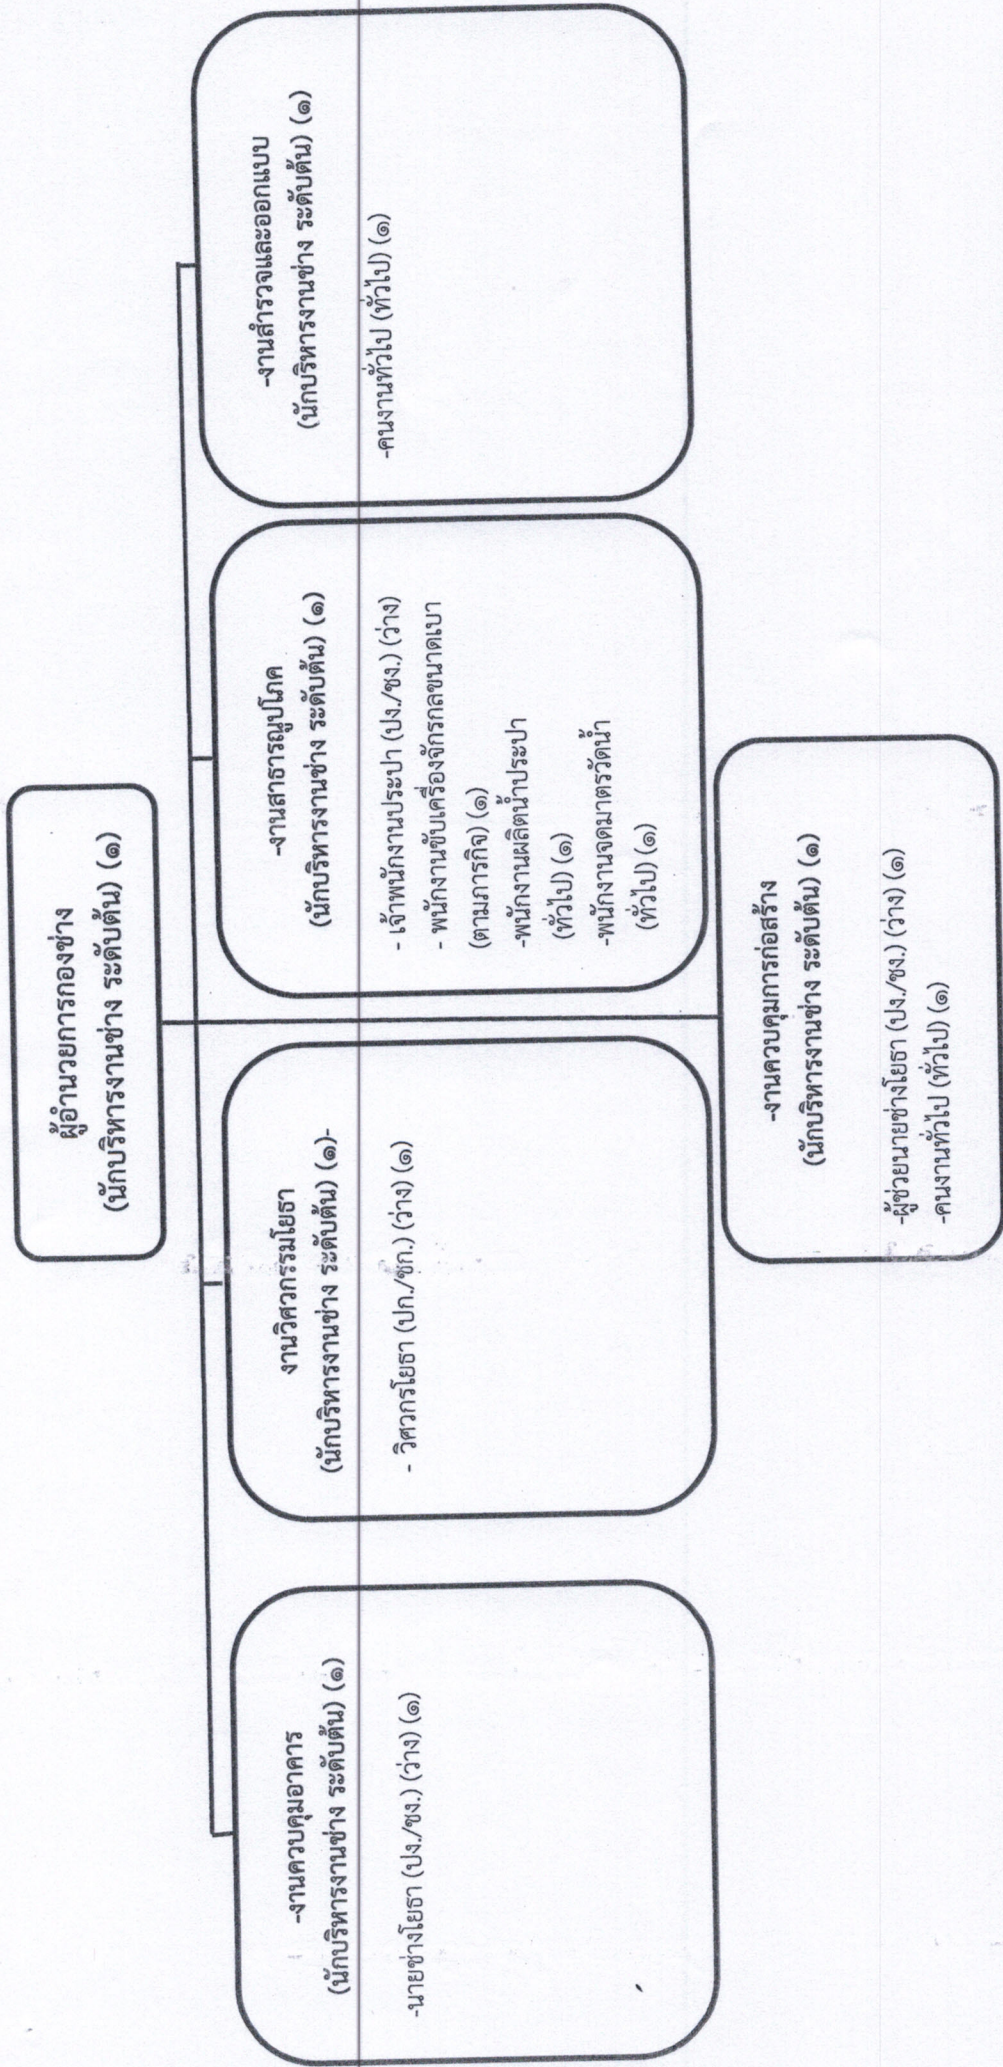 ผู้อำนวยการกองช่าง
(นักบริหารงานช่าง ระดับต้น) (๑)
-งานควบคุมอาคาร
(นักบริหารงานช่าง ระดับต้น) (๑)
-นายช่างโยธา (ปง./ชง.) (ว่าง) (๑)
งานวิศวกรรมโยธา
(นักบริหารงานช่าง ระดับต้น) (๑)-
- วิศวกรโยธา (ปก./ชก.) (ว่าง) (๑)
-งานสาธารณูปโภค
(นักบริหารงานช่าง ระดับต้น) (๑)
- เจ้าพนักงานประปา (ปง./ชง.) (ว่าง)
- พนักงานขับเครื่องจักรกลขนาดเบา
(ตามภารกิจ) (๑)
-พนักงานผลิตน้ำประปา
(ทั่วไป) (๑)
-พนักงานจดมาตรวัดน้ำ
(ทั่วไป) (๑)
-งานสำรวจและออกแบบ
(นักบริหารงานช่าง ระดับต้น) (๑)
-คนงานทั่วไป (ทั่วไป) (๑)
-งานควบคุมการก่อสร้าง
(นักบริหารงานช่าง ระดับต้น) (๑)
-ผู้ช่วยนายช่างโยธา (ปง./ชง.) (ว่าง) (๑)
-คนงานทั่วไป (ทั่วไป) (๑)